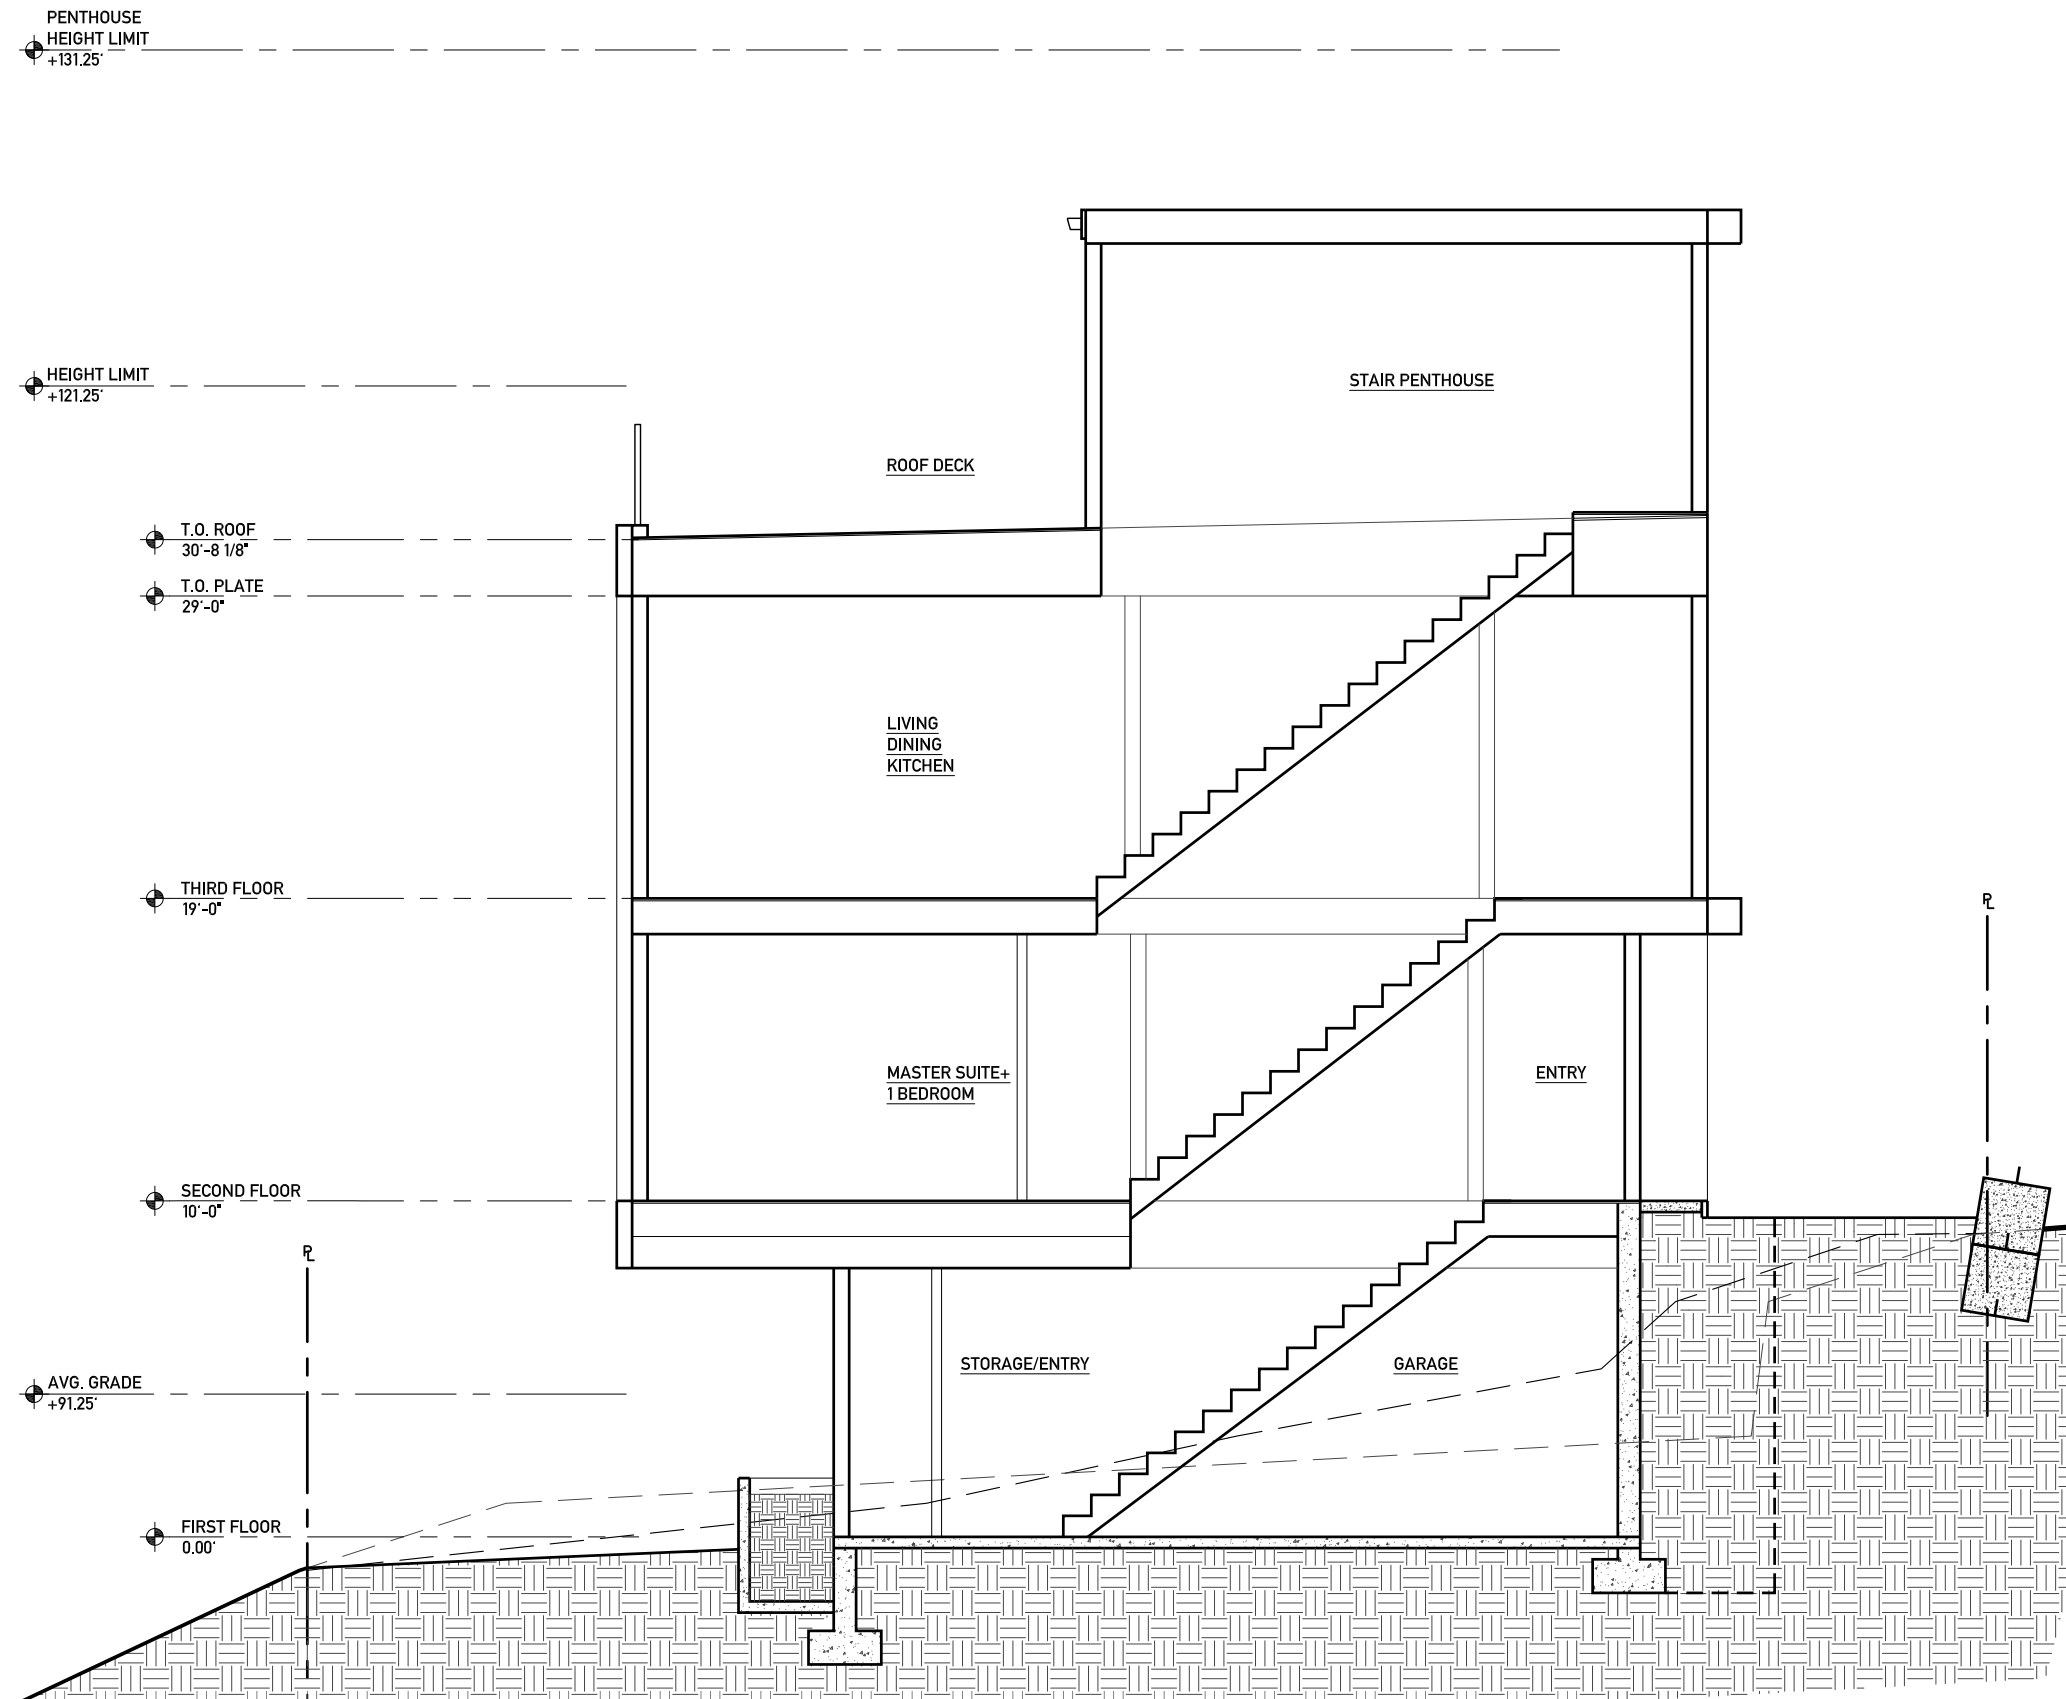 PENTHOUSE
HEIGHT LIMIT
+131.25'
HEIGHT LIMIT
+121.25'
STAIR PENTHOUSE
ROOF DECK
T.O. ROOF
30'-8 1/8"
T.O. PLATE
29'-0"
LIVING
DINING
KITCHEN
THIRD FLOOR
19'-0"
PL
MASTER SUITE+
1 BEDROOM
ENTRY
SECOND FLOOR
10'-0"
PL
STORAGE/ENTRY
GARAGE
AVG. GRADE
+91.25'
FIRST FLOOR
0.00'